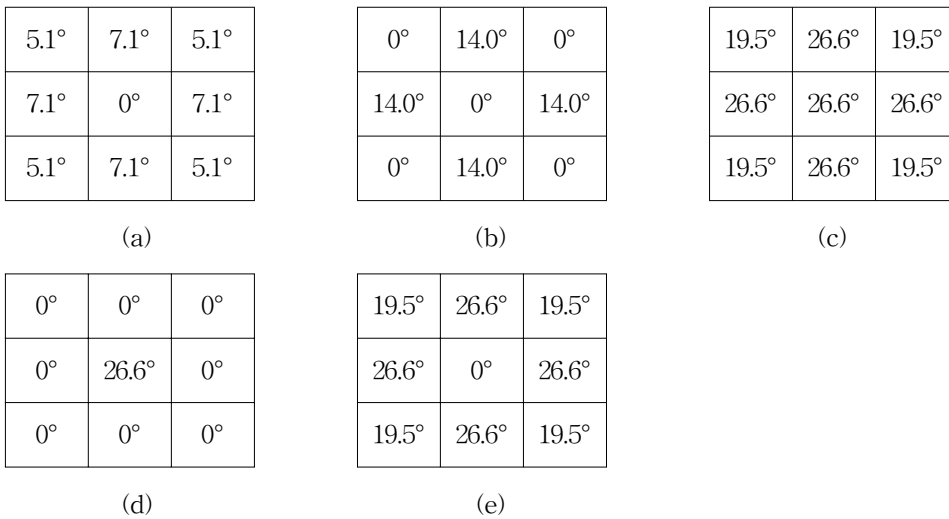 5.1° 7.1° 5.1° 0° 14.0° 0° 19.5° 26.6° 19.5°
7.1° 0° 7.1° 14.0° 0° 14.0° 26.6° 26.6° 26.6°
5.1° 7.1° 5.1° 0° 14.0° 0° 19.5° 26.6° 19.5°
(a) (b) (c)
0° 0° 0° 19.5° 26.6° 19.5°
0° 26.6° 0° 26.6° 0° 26.6°
0° 0° 0° 19.5° 26.6° 19.5°
(d) (e)